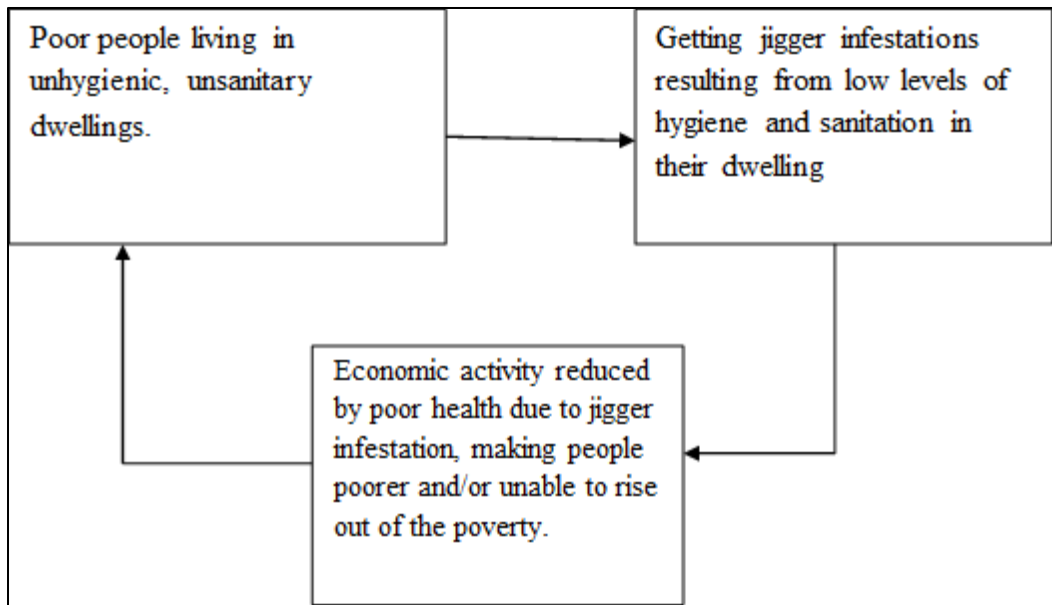 Poor people living in
unhygienic, unsanitary
dwellings.
Getting jigger infestations
resulting from low levels of
hygiene and sanitation in
their dwelling
Economic activity reduced
by poor health due to jigger
infestation, making people
poorer and/or unable to rise
out of the poverty.